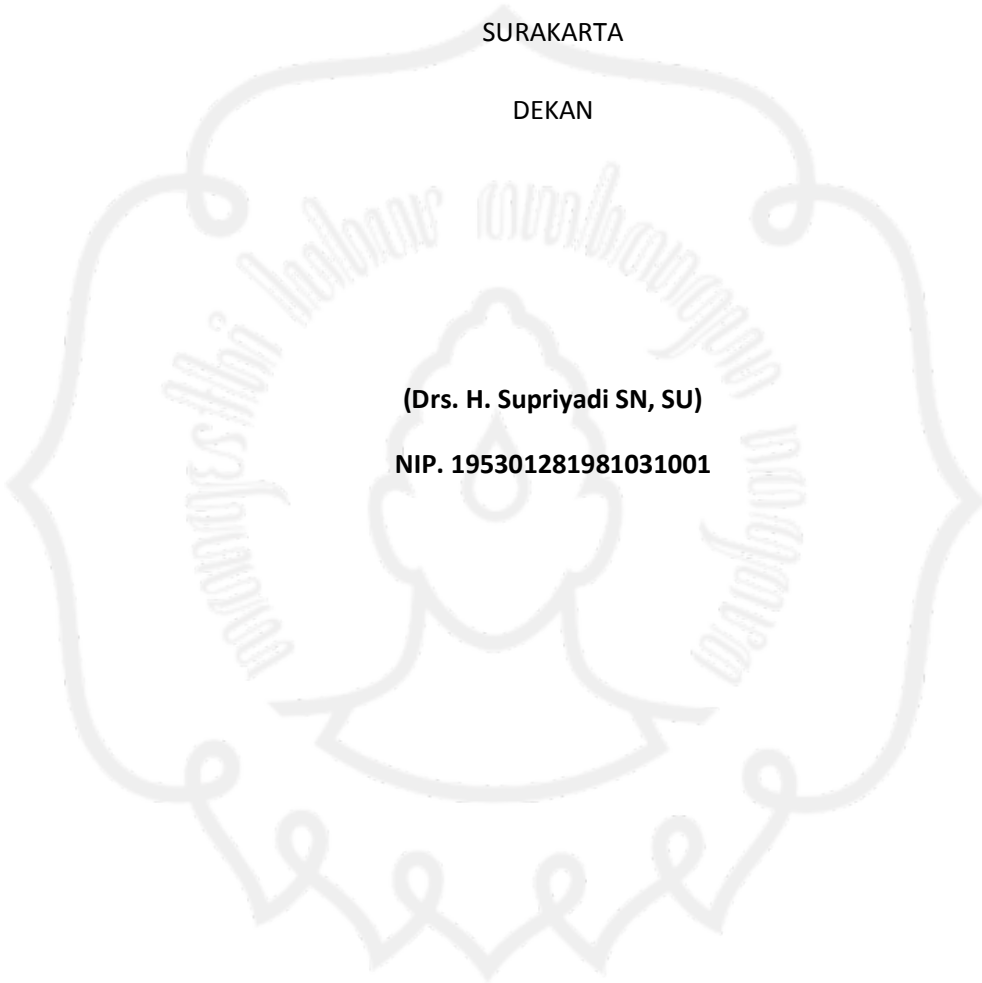 SURAKARTA
DEKAN
(Drs. H. Supriyadi SN, SU)
NIP. 195301281981031001